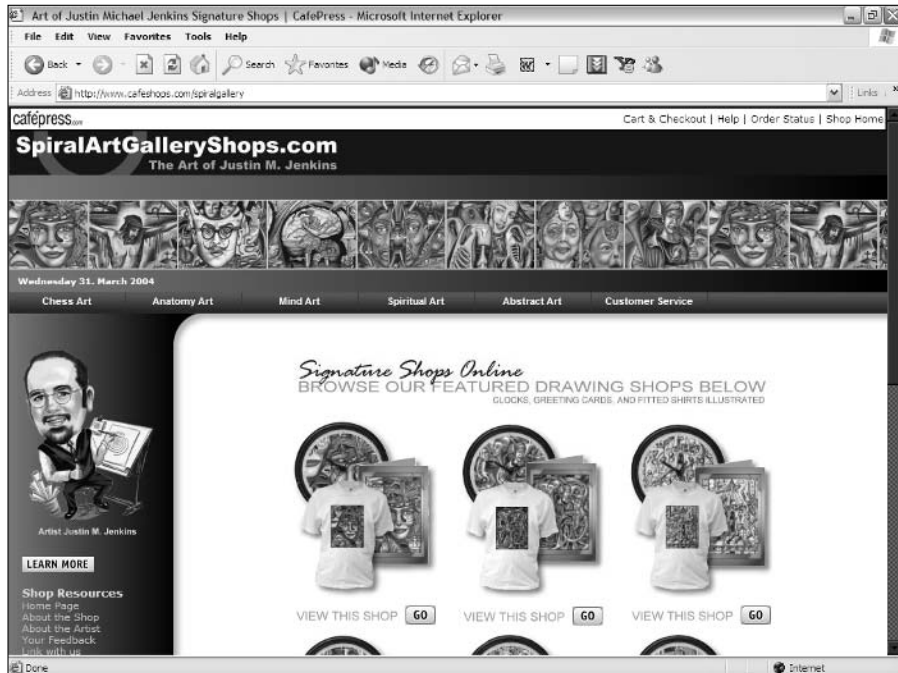 Art of Justin Michael Jenkins Signature Shops | CafePress - Microsoft Internet Explorer
File Edit View Favorites Tools Help
Back Search Favorites Media
Address http://www.cafeshops.com/spiralgallery Links
cafépress.com Cart & Checkout | Help | Order Status | Shop Home
SpiralArtGalleryShops.com
The Art of Justin M. Jenkins
Wednesday 31. March 2004
Chess Art Anatomy Art Mind Art Spiritual Art Abstract Art Customer Service
Signature Shops Online
BROWSE OUR FEATURED DRAWING SHOPS BELOW
CLOCKS, GREETING CARDS, AND FITTED SHIRTS ILLUSTRATED
Artist Justin M. Jenkins
LEARN MORE
Shop Resources
Home Page
About the Shop
About the Artist
Your Feedback
Link with us
VIEW THIS SHOP GO VIEW THIS SHOP GO VIEW THIS SHOP GO
Done Internet